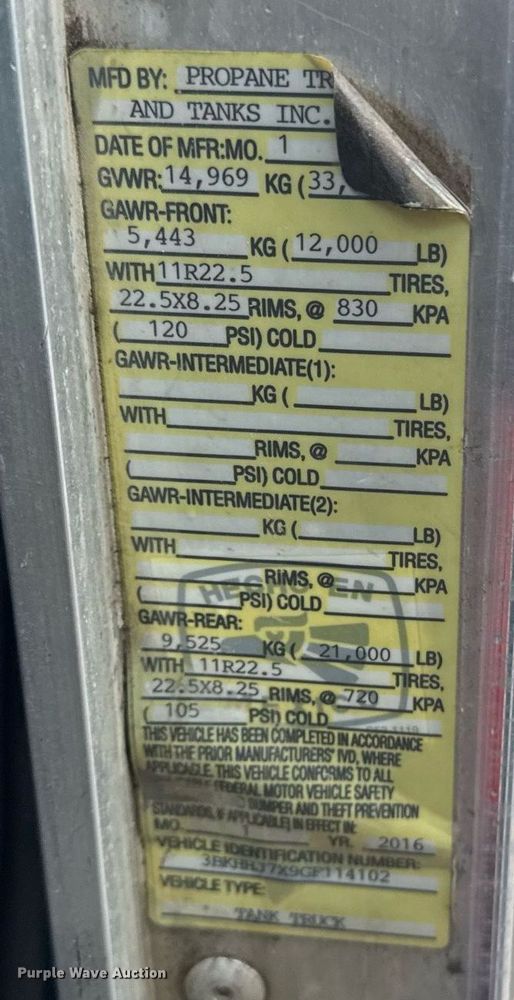 MFD BY: PROPANE TR
AND TANKS INC.
DATE OF MFR:MO. 1
GVWR: 14,969 KG (33,
GAWR-FRONT:
5,443 KG ( 12,000 LB)
WITH 11R22.5 TIRES,
22.5X8.25 RIMS, @ 830 KPA
( 120 PSI) COLD
GAWR-INTERMEDIATE(1):
KG ( LB)
WITH TIRES,
RIMS, @ KPA
( PSI) COLD
GAWR-INTERMEDIATE(2):
KG ( LB)
WITH TIRES,
RIMS, @ KPA
( PSI) COLD
HECHO EN
GAWR-REAR:
9,525 KG ( 21,000 LB)
WITH 11R22.5 TIRES,
22.5X8.25 RIMS, @ 720 KPA
( 105 PSI) COLD
THIS VEHICLE HAS BEEN COMPLETED IN ACCORDANCE
WITH THE PRIOR MANUFACTURERS' IVD, WHERE
APPLICABLE. THIS VEHICLE CONFORMS TO ALL
FEDERAL MOTOR VEHICLE SAFETY
BUMPER AND THEFT PREVENTION
STANDARDS, IF APPLICABLE) IN EFFECT IN:
MO. 1 YR. 2016
VEHICLE IDENTIFICATION NUMBER:
VEHICLE TYPE:
TANK TRUCK
Purple Wave Auction